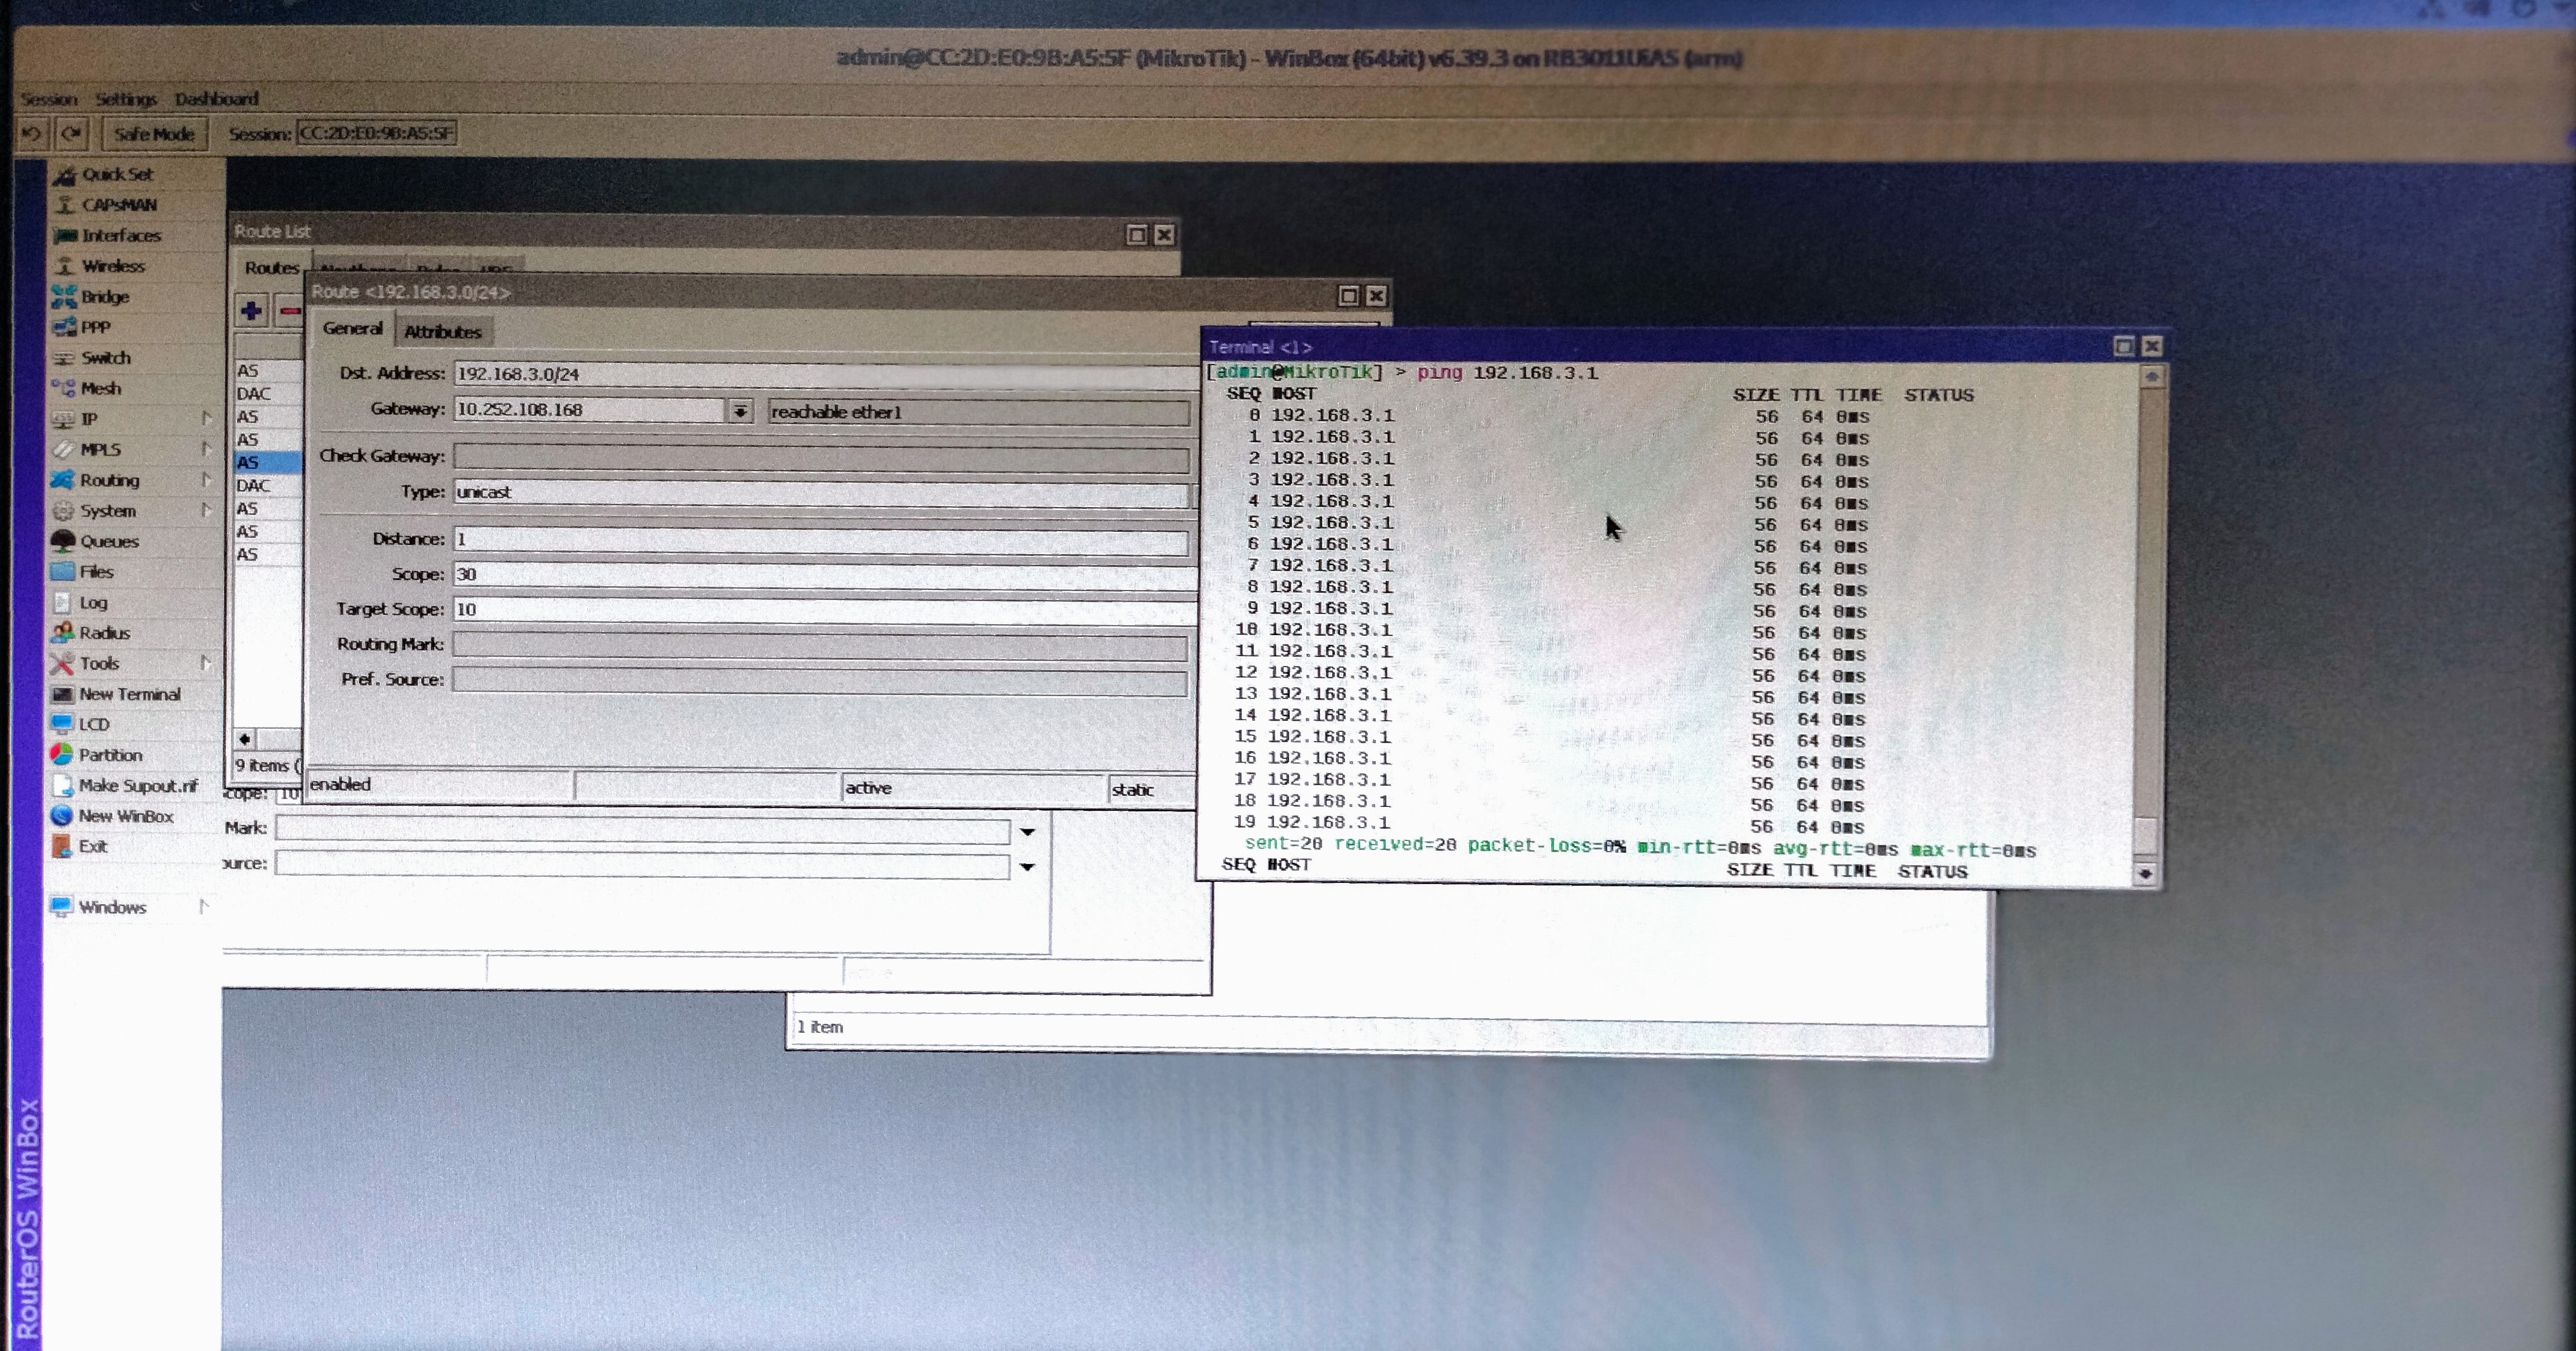 admin@CC:2D:E0:9B:A5:5F (MikroTik) - WinBox (64bit) v6.39.3 on RB3011UiAS (arm)
Session Settings Dashboard
Safe Mode Session: CC:2D:E0:9B:A5:5F
Quick Set
CAPsMAN
Interfaces
Wireless
Bridge
PPP
Switch
Mesh
IP
MPLS
Routing
System
Queues
Files
Log
Radius
Tools
New Terminal
LCD
Partition
Make Supout.rif
New WinBox
Exit
Windows
RouterOS WinBox
Route List
Routes
AS
DAC
AS
AS
AS
DAC
AS
AS
AS
9 items (
Route <192.168.3.0/24>
General Attributes
Dst. Address: 192.168.3.0/24
Gateway: 10.252.108.168 reachable ether1
Check Gateway:
Type: unicast
Distance: 1
Scope: 30
Target Scope: 10
Routing Mark:
Pref. Source:
enabled active static
cope: 10
Mark:
ource:
1 item
Terminal <1>
[admin@MikroTik] > ping 192.168.3.1
SEQ HOST SIZE TTL TIME STATUS
0 192.168.3.1 56 64 0ms
1 192.168.3.1 56 64 0ms
2 192.168.3.1 56 64 0ms
3 192.168.3.1 56 64 0ms
4 192.168.3.1 56 64 0ms
5 192.168.3.1 56 64 0ms
6 192.168.3.1 56 64 0ms
7 192.168.3.1 56 64 0ms
8 192.168.3.1 56 64 0ms
9 192.168.3.1 56 64 0ms
10 192.168.3.1 56 64 0ms
11 192.168.3.1 56 64 0ms
12 192.168.3.1 56 64 0ms
13 192.168.3.1 56 64 0ms
14 192.168.3.1 56 64 0ms
15 192.168.3.1 56 64 0ms
16 192.168.3.1 56 64 0ms
17 192.168.3.1 56 64 0ms
18 192.168.3.1 56 64 0ms
19 192.168.3.1 56 64 0ms
sent=20 received=20 packet-loss=0% min-rtt=0ms avg-rtt=0ms max-rtt=0ms
SEQ HOST SIZE TTL TIME STATUS